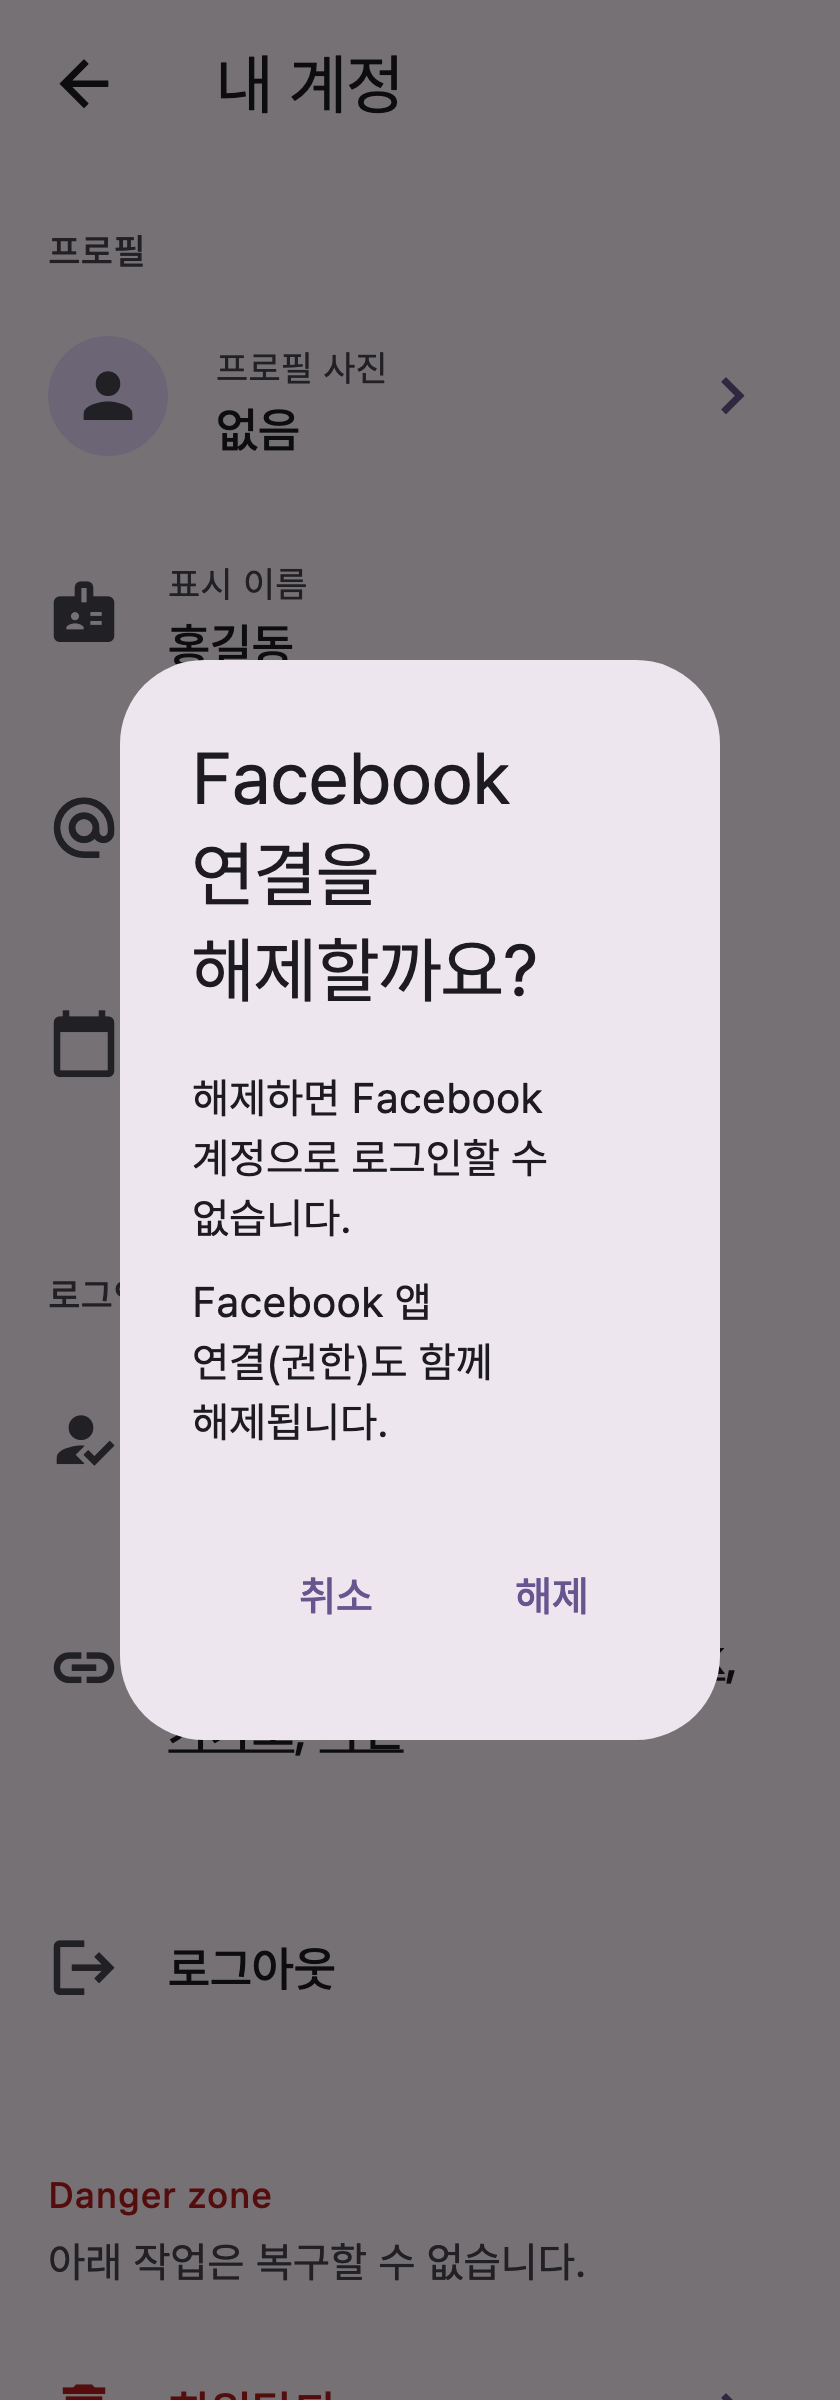 내 계정
프로필
프로필 사진
없음
표시 이름
홍길동
Facebook
연결을
해제할까요?
해제하면 Facebook
계정으로 로그인할 수
없습니다.
Facebook 앱
연결(권한)도 함께
해제됩니다.
취소
해제
로그아웃
Danger zone
아래 작업은 복구할 수 없습니다.